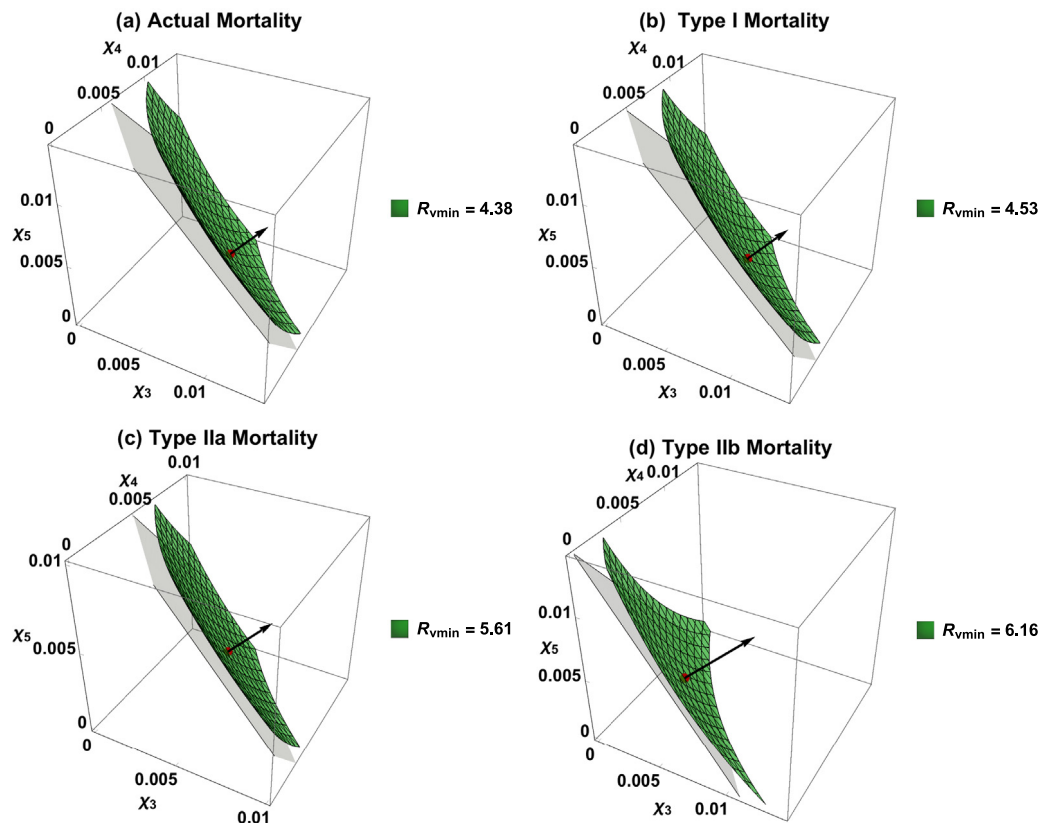 (a) Actual Mortality
χ4
0.01
0.005
0
0.01
χ5
0.005
0
0
0.005
χ3
0.01
Rvmin = 4.38
(b) Type I Mortality
χ4
0.01
0.005
0
0.01
χ5
0.005
0
0
0.005
χ3
0.01
Rvmin = 4.53
(c) Type IIa Mortality
0.01
χ4
0.005
0
0.01
χ5
0.005
0
0
0.005
χ3
0.01
Rvmin = 5.61
(d) Type IIb Mortality
χ4 0.01
0.005
0
0.01
χ5
0.005
0
0
0.005
χ3
0.01
Rvmin = 6.16